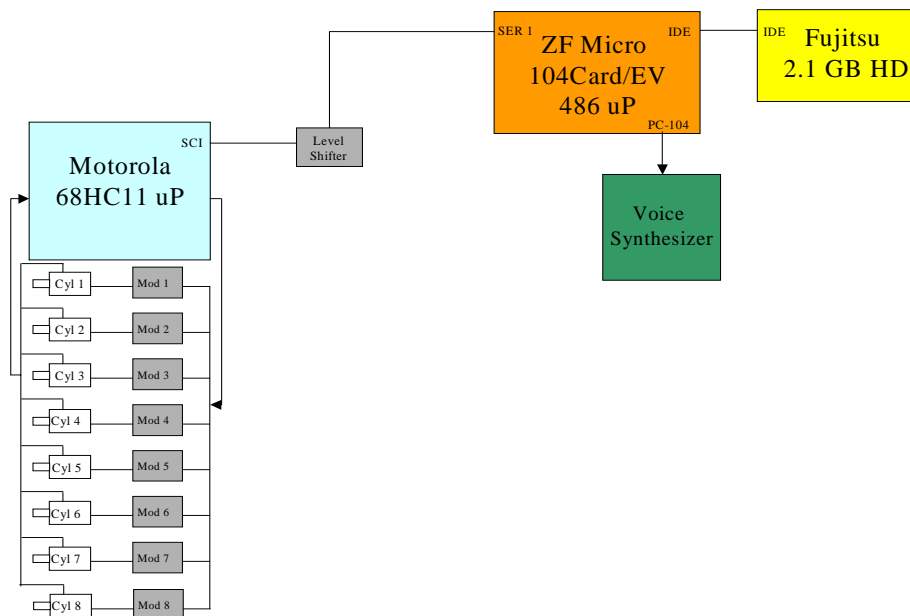 SER 1
ZF Micro
104Card/EV
486 uP
IDE
PC-104
IDE
Fujitsu
2.1 GB HD
SCI
Motorola
68HC11 uP
Level
Shifter
Voice
Synthesizer
Cyl 1
Mod 1
Cyl 2
Mod 2
Cyl 3
Mod 3
Cyl 4
Mod 4
Cyl 5
Mod 5
Cyl 6
Mod 6
Cyl 7
Mod 7
Cyl 8
Mod 8